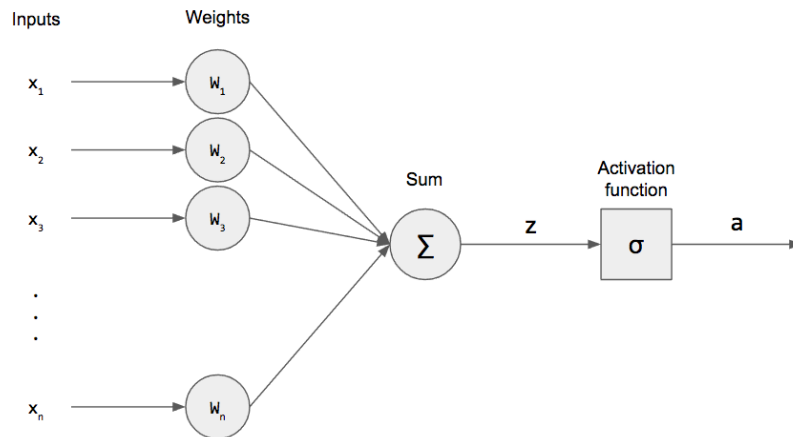 Inputs
Weights
x₁
W₁
x₂
W₂
x₃
W₃
.
.
.
xₙ
Wₙ
Sum
Σ
z
Activation
function
σ
a